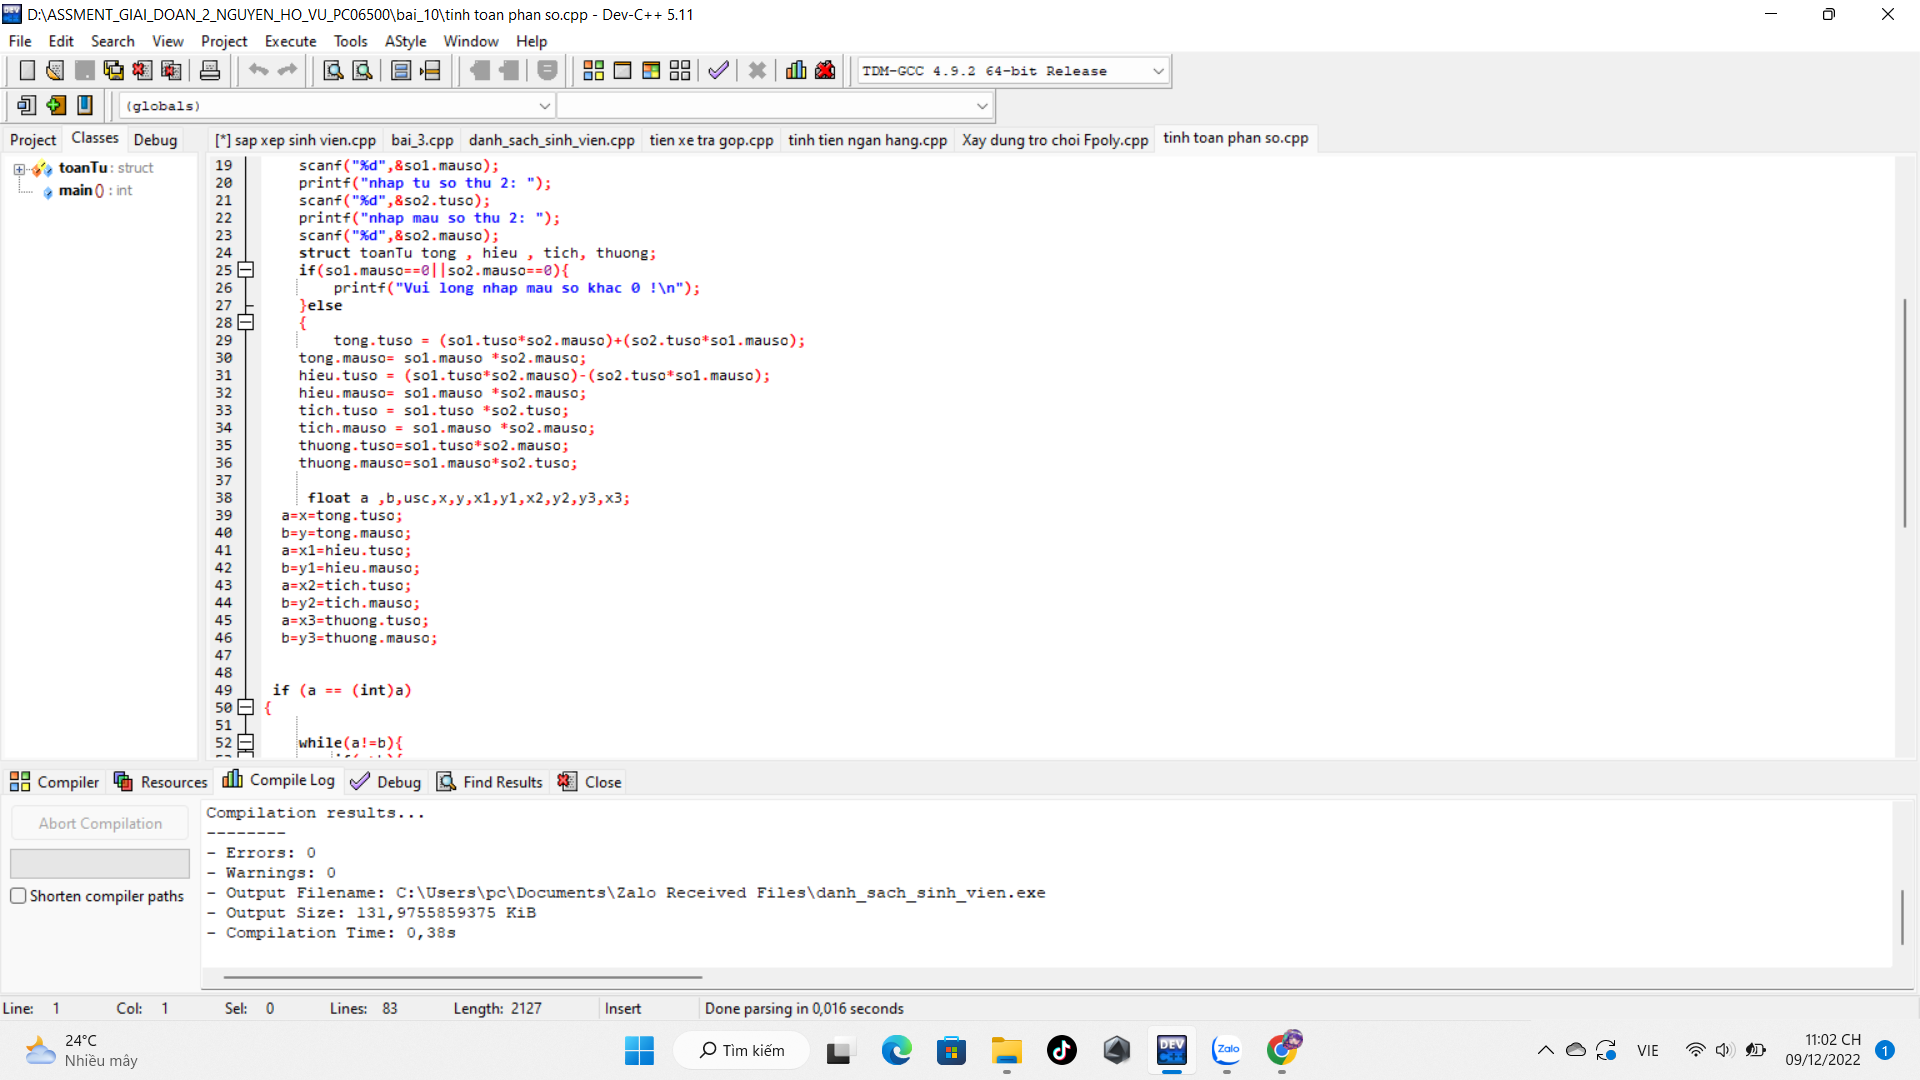 D:\ASSMENT_GIAI_DOAN_2_NGUYEN_HO_VU_PC06500\bai_10\tinh toan phan so.cpp - Dev-C++ 5.11
File Edit Search View Project Execute Tools AStyle Window Help
TDM-GCC 4.9.2 64-bit Release
(globals)
Project Classes Debug
[*] sap xep sinh vien.cpp bai_3.cpp danh_sach_sinh_vien.cpp tien xe tra gop.cpp tinh tien ngan hang.cpp Xay dung tro choi Fpoly.cpp tinh toan phan so.cpp
toanTu : struct
main () : int
19 scanf("%d",&so1.mauso);
20 printf("nhap tu so thu 2: ");
21 scanf("%d",&so2.tuso);
22 printf("nhap mau so thu 2: ");
23 scanf("%d",&so2.mauso);
24 struct toanTu tong , hieu , tich, thuong;
25 if(so1.mauso==0||so2.mauso==0){
26 printf("Vui long nhap mau so khac 0 !\n");
27 }else
28 {
29 tong.tuso = (so1.tuso*so2.mauso)+(so2.tuso*so1.mauso);
30 tong.mauso= so1.mauso *so2.mauso;
31 hieu.tuso = (so1.tuso*so2.mauso)-(so2.tuso*so1.mauso);
32 hieu.mauso= so1.mauso *so2.mauso;
33 tich.tuso = so1.tuso *so2.tuso;
34 tich.mauso = so1.mauso *so2.mauso;
35 thuong.tuso=so1.tuso*so2.mauso;
36 thuong.mauso=so1.mauso*so2.tuso;
37
38 float a ,b,usc,x,y,x1,y1,x2,y2,y3,x3;
39 a=x=tong.tuso;
40 b=y=tong.mauso;
41 a=x1=hieu.tuso;
42 b=y1=hieu.mauso;
43 a=x2=tich.tuso;
44 b=y2=tich.mauso;
45 a=x3=thuong.tuso;
46 b=y3=thuong.mauso;
47
48
49 if (a == (int)a)
50 {
51
52 while(a!=b){
Compiler Resources Compile Log Debug Find Results Close
Abort Compilation
Shorten compiler paths
Compilation results...
--------
- Errors: 0
- Warnings: 0
- Output Filename: C:\Users\pc\Documents\Zalo Received Files\danh_sach_sinh_vien.exe
- Output Size: 131,9755859375 KiB
- Compilation Time: 0,38s
Line: 1 Col: 1 Sel: 0 Lines: 83 Length: 2127 Insert Done parsing in 0,016 seconds
24°C
Nhiều mây
Tìm kiếm
DEV
Zalo
VIE
11:02 CH
09/12/2022
1